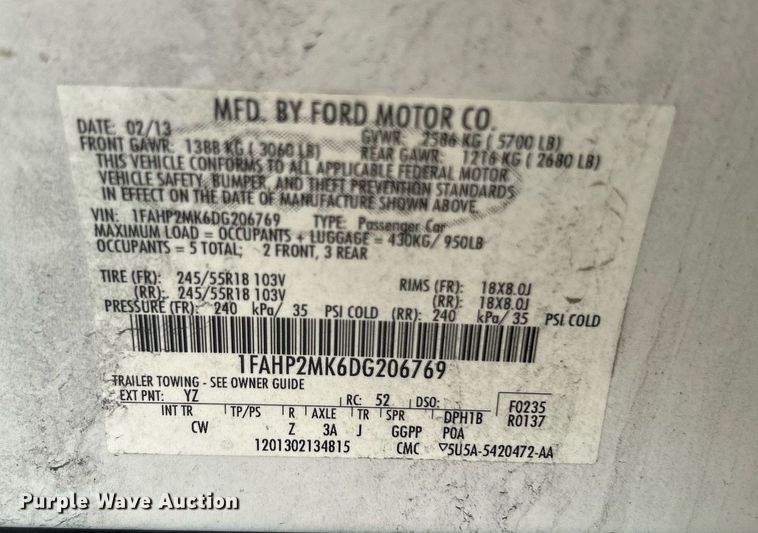 MFD. BY FORD MOTOR CO.
DATE: 02/13 GVWR: 2586 KG ( 5700 LB)
FRONT GAWR: 1388 KG ( 3060 LB) REAR GAWR: 1216 KG ( 2680 LB)
THIS VEHICLE CONFORMS TO ALL APPLICABLE FEDERAL MOTOR
VEHICLE SAFETY, BUMPER, AND THEFT PREVENTION STANDARDS
IN EFFECT ON THE DATE OF MANUFACTURE SHOWN ABOVE.
VIN: 1FAHP2MK6DG206769 TYPE: Passenger Car
MAXIMUM LOAD = OCCUPANTS + LUGGAGE = 430KG/ 950LB
OCCUPANTS = 5 TOTAL; 2 FRONT, 3 REAR
TIRE (FR): 245/55R18 103V RIMS (FR): 18X8.0J
(RR): 245/55R18 103V (RR): 18X8.0J
PRESSURE (FR): 240 kPa/ 35 PSI COLD (RR): 240 kPa/ 35 PSI COLD
1FAHP2MK6DG206769
TRAILER TOWING - SEE OWNER GUIDE
EXT PNT: YZ RC: 52 DSO: F0235
INT TR TP/PS R AXLE TR SPR DPH1B R0137
CW Z 3A J GGPP POA
1201302134815 CMC ▽5U5A-5420472-AA
Purple Wave Auction